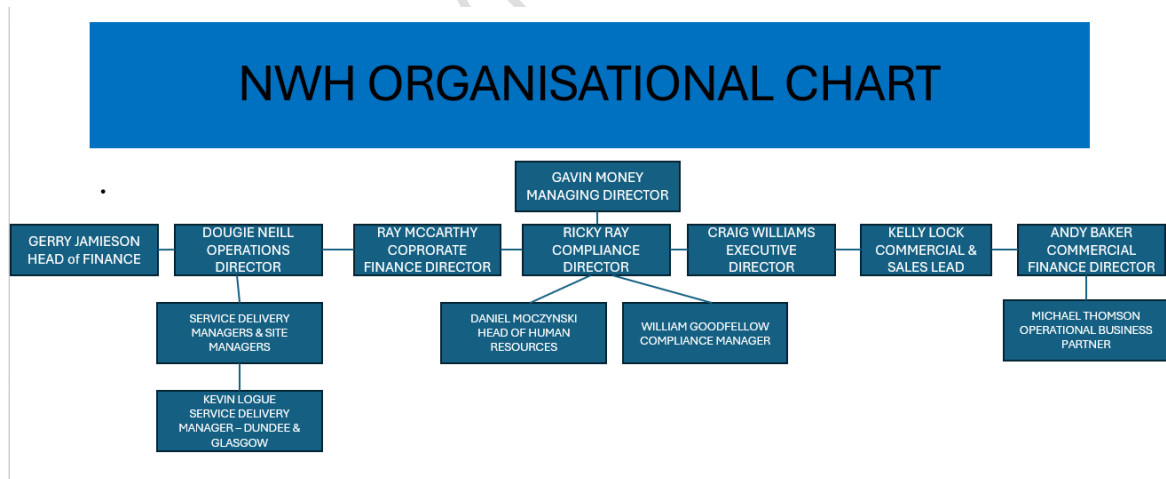 NWH ORGANISATIONAL CHART
GAVIN MONEY
MANAGING DIRECTOR
GERRY JAMIESON
HEAD of FINANCE
DOUGIE NEILL
OPERATIONS
DIRECTOR
RAY MCCARTHY
COPRORATE
FINANCE DIRECTOR
RICKY RAY
COMPLIANCE
DIRECTOR
CRAIG WILLIAMS
EXECUTIVE
DIRECTOR
KELLY LOCK
COMMERCIAL &
SALES LEAD
ANDY BAKER
COMMERCIAL
FINANCE DIRECTOR
SERVICE DELIVERY
MANAGERS & SITE
MANAGERS
DANIEL MOCZYNSKI
HEAD OF HUMAN
RESOURCES
WILLIAM GOODFELLOW
COMPLIANCE MANAGER
MICHAEL THOMSON
OPERATIONAL BUSINESS
PARTNER
KEVIN LOGUE
SERVICE DELIVERY
MANAGER – DUNDEE &
GLASGOW